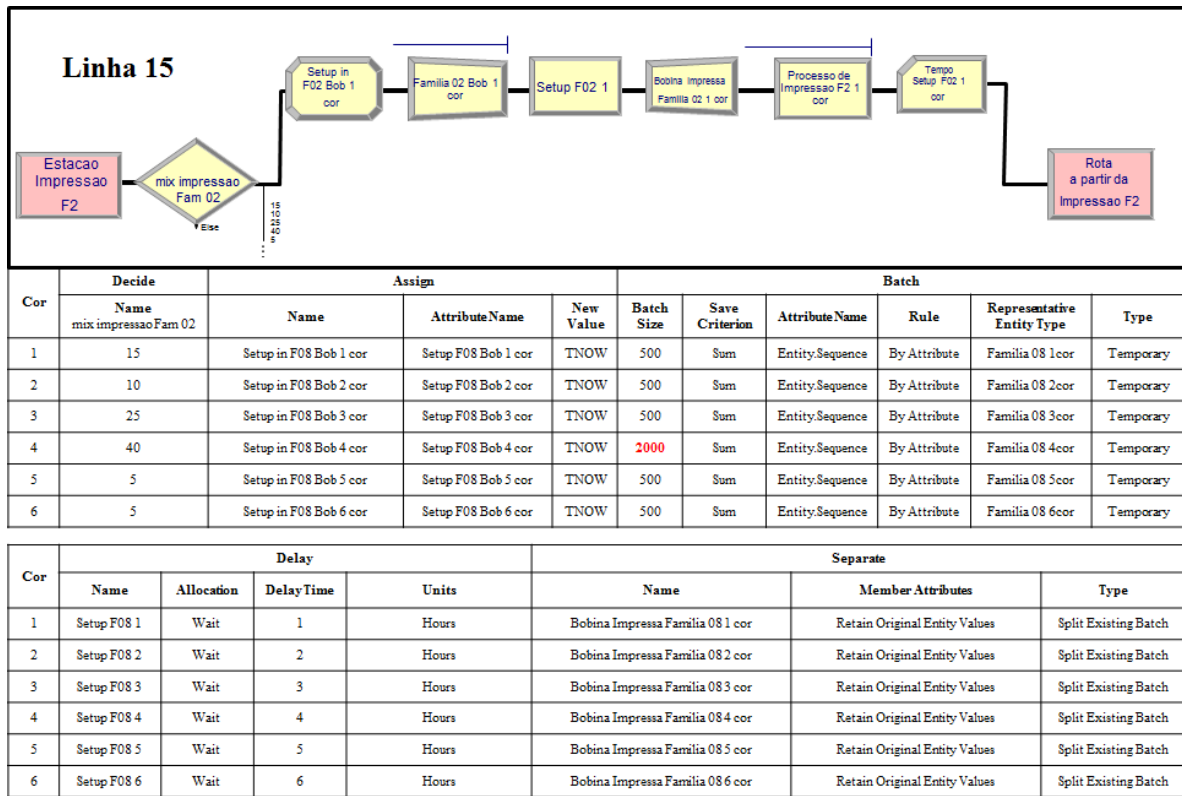 Linha 15
Estacao
Impressao
F2
mix impressao
Fam 02
Else
15
10
25
40
5
Setup in
F02 Bob 1
cor
Familia 02 Bob 1
cor
Setup F02 1
Bobina Impressa
Familia 02 1 cor
Processo de
Impressao F2 1
cor
Tempo
Setup F02 1
cor
Rota
a partir da
Impressao F2
Cor Decide Assign Batch
Name mix impressao Fam 02 Name Attribute Name New Value Batch Size Save Criterion Attribute Name Rule Representative Entity Type Type
1 15 Setup in F08 Bob 1 cor Setup F08 Bob 1 cor TNOW 500 Sum Entity.Sequence By Attribute Familia 08 1cor Temporary
2 10 Setup in F08 Bob 2 cor Setup F08 Bob 2 cor TNOW 500 Sum Entity.Sequence By Attribute Familia 08 2cor Temporary
3 25 Setup in F08 Bob 3 cor Setup F08 Bob 3 cor TNOW 500 Sum Entity.Sequence By Attribute Familia 08 3cor Temporary
4 40 Setup in F08 Bob 4 cor Setup F08 Bob 4 cor TNOW 2000 Sum Entity.Sequence By Attribute Familia 08 4cor Temporary
5 5 Setup in F08 Bob 5 cor Setup F08 Bob 5 cor TNOW 500 Sum Entity.Sequence By Attribute Familia 08 5cor Temporary
6 5 Setup in F08 Bob 6 cor Setup F08 Bob 6 cor TNOW 500 Sum Entity.Sequence By Attribute Familia 08 6cor Temporary
Cor Delay Separate
Name Allocation Delay Time Units Name Member Attributes Type
1 Setup F08 1 Wait 1 Hours Bobina Impressa Familia 08 1 cor Retain Original Entity Values Split Existing Batch
2 Setup F08 2 Wait 2 Hours Bobina Impressa Familia 08 2 cor Retain Original Entity Values Split Existing Batch
3 Setup F08 3 Wait 3 Hours Bobina Impressa Familia 08 3 cor Retain Original Entity Values Split Existing Batch
4 Setup F08 4 Wait 4 Hours Bobina Impressa Familia 08 4 cor Retain Original Entity Values Split Existing Batch
5 Setup F08 5 Wait 5 Hours Bobina Impressa Familia 08 5 cor Retain Original Entity Values Split Existing Batch
6 Setup F08 6 Wait 6 Hours Bobina Impressa Familia 08 6 cor Retain Original Entity Values Split Existing Batch